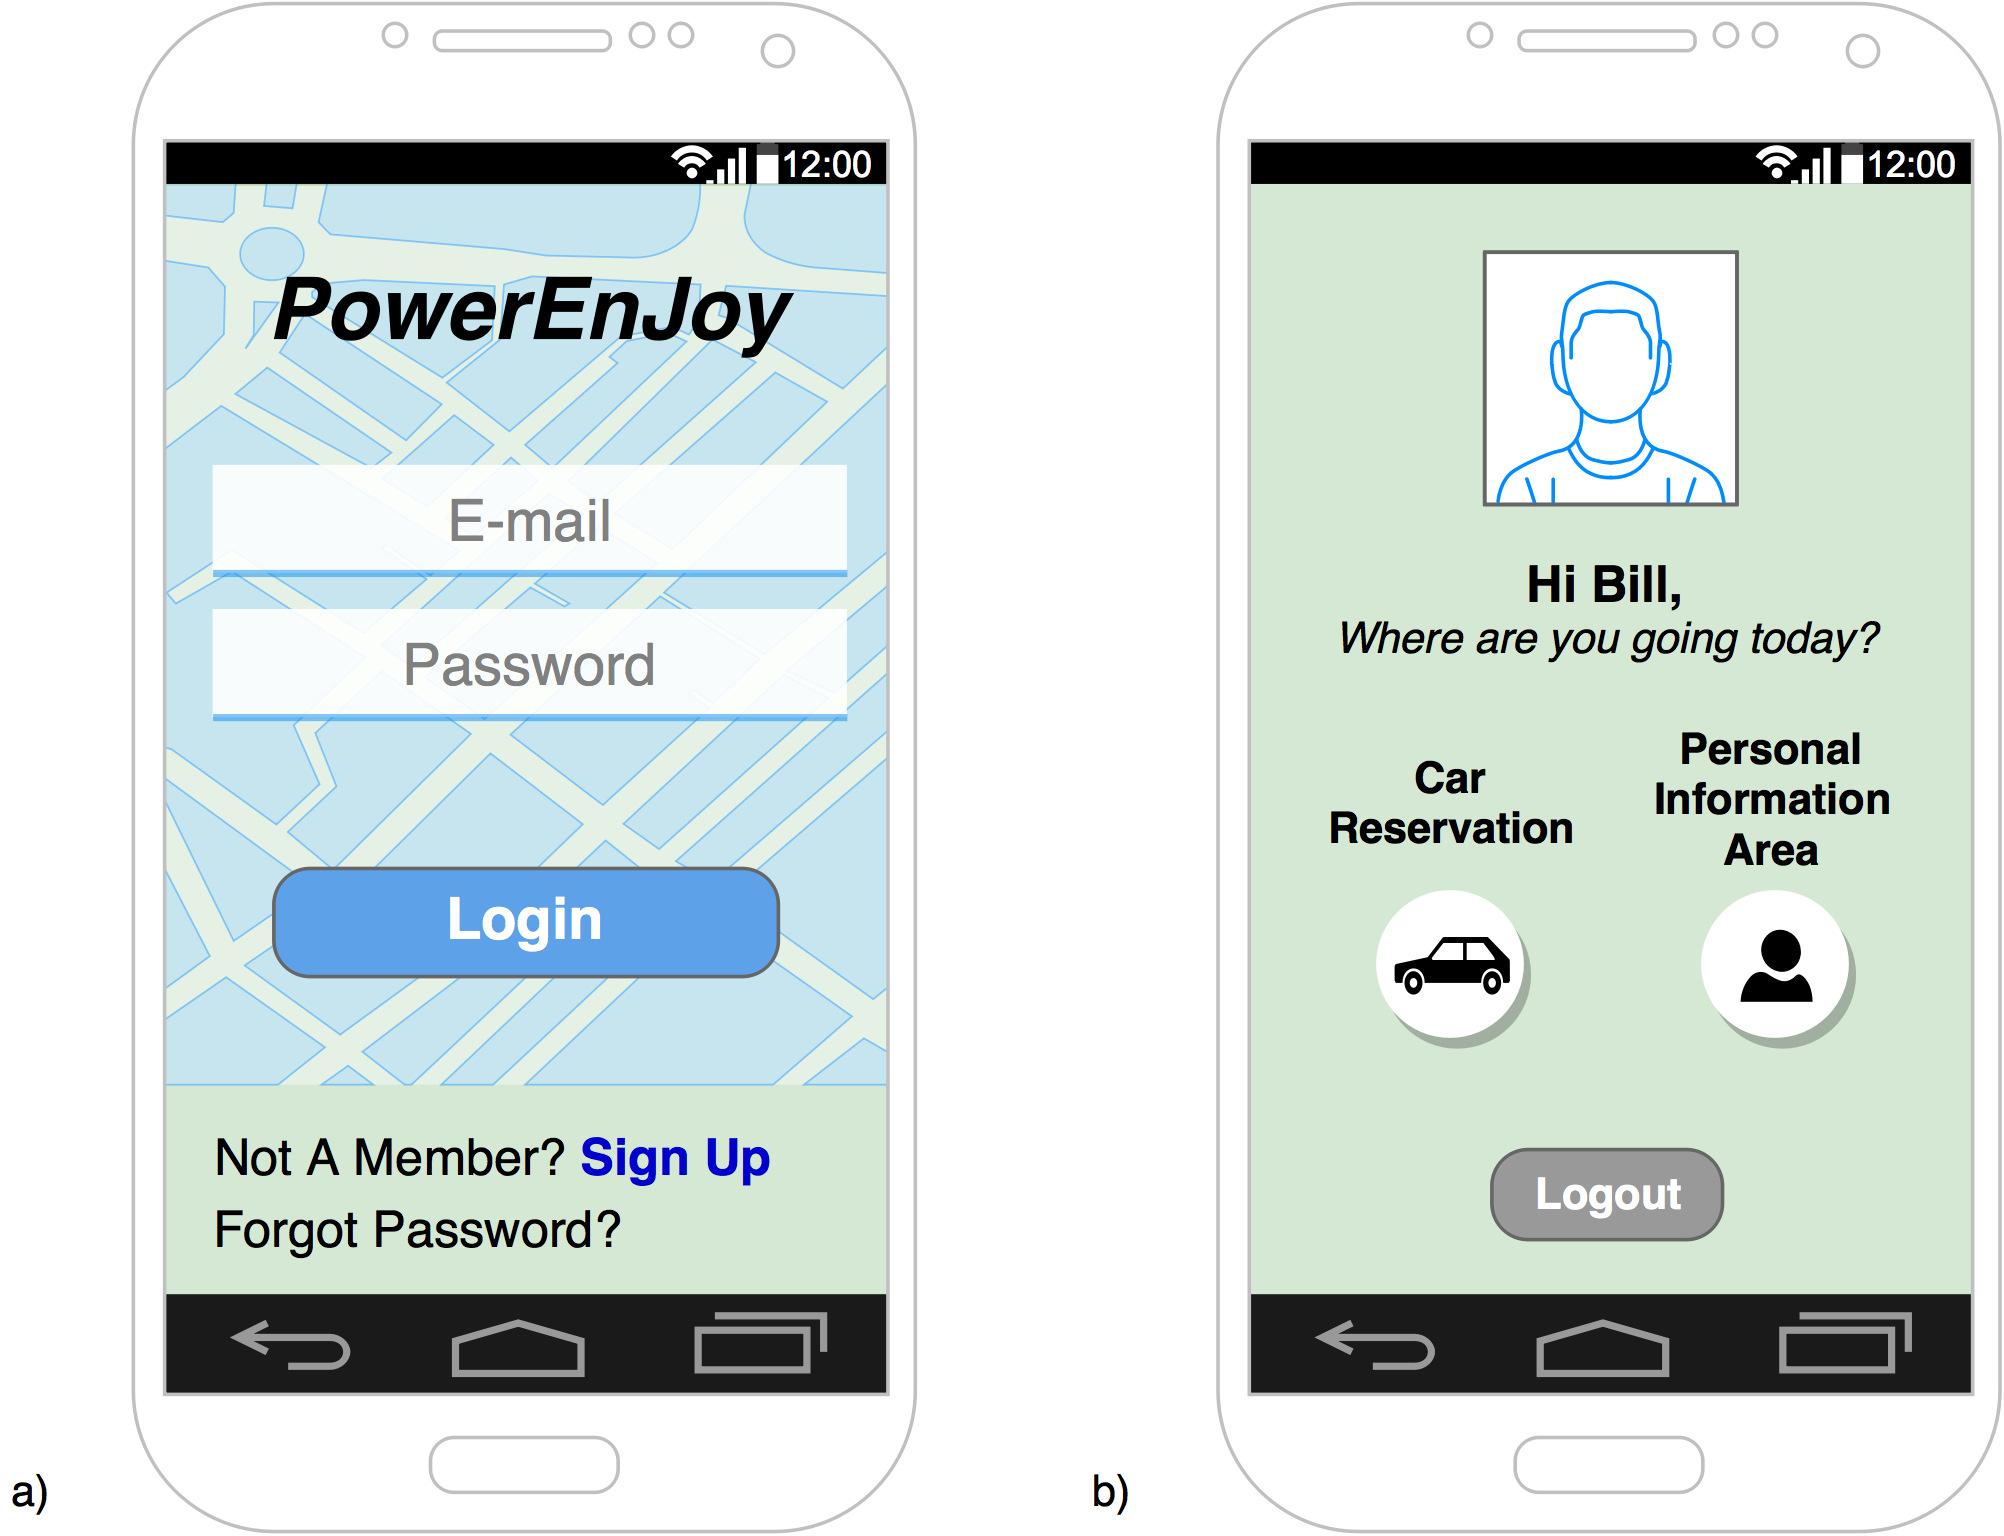 12:00
PowerEnJoy
E-mail
Password
Login
Not A Member? Sign Up
Forgot Password?
a)
12:00
Hi Bill,
Where are you going today?
Car
Reservation
Personal
Information
Area
Logout
b)